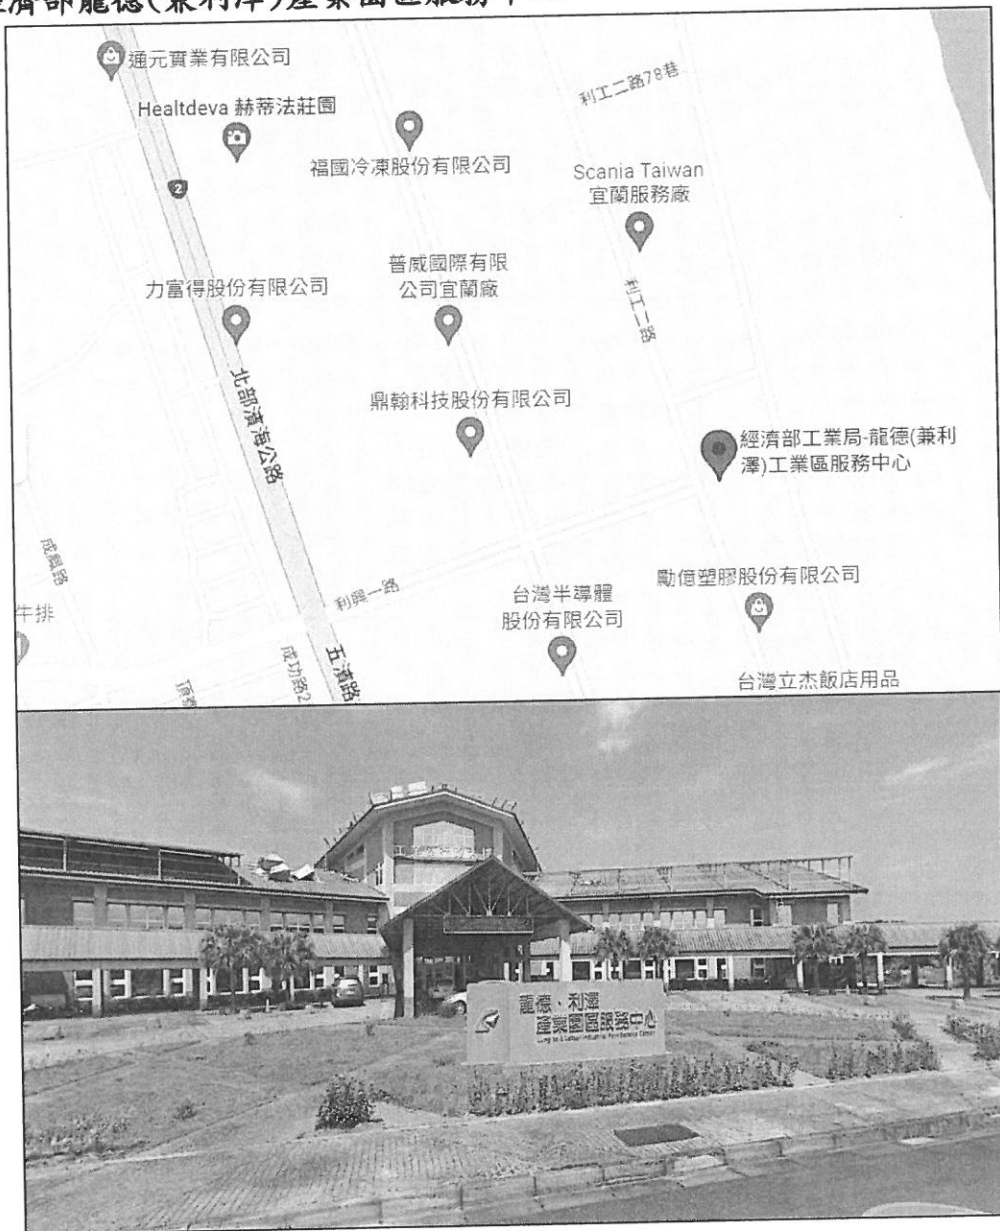 經濟部龍德(兼利澤)產業園區服務中心
通元實業有限公司
Healtdeva 赫蒂法莊園
福國冷凍股份有限公司
利工二路78巷
Scania Taiwan
宜蘭服務廠
2
普威國際有限
公司宜蘭廠
力富得股份有限公司
利工二路
北部濱海公路
鼎翰科技股份有限公司
經濟部工業局-龍德(兼利
澤)工業區服務中心
成興路
利興一路
勵億塑膠股份有限公司
台灣半導體
股份有限公司
牛排
成功路2
五濱路
台灣立杰飯店用品
龍德、利澤
產業園區服務中心